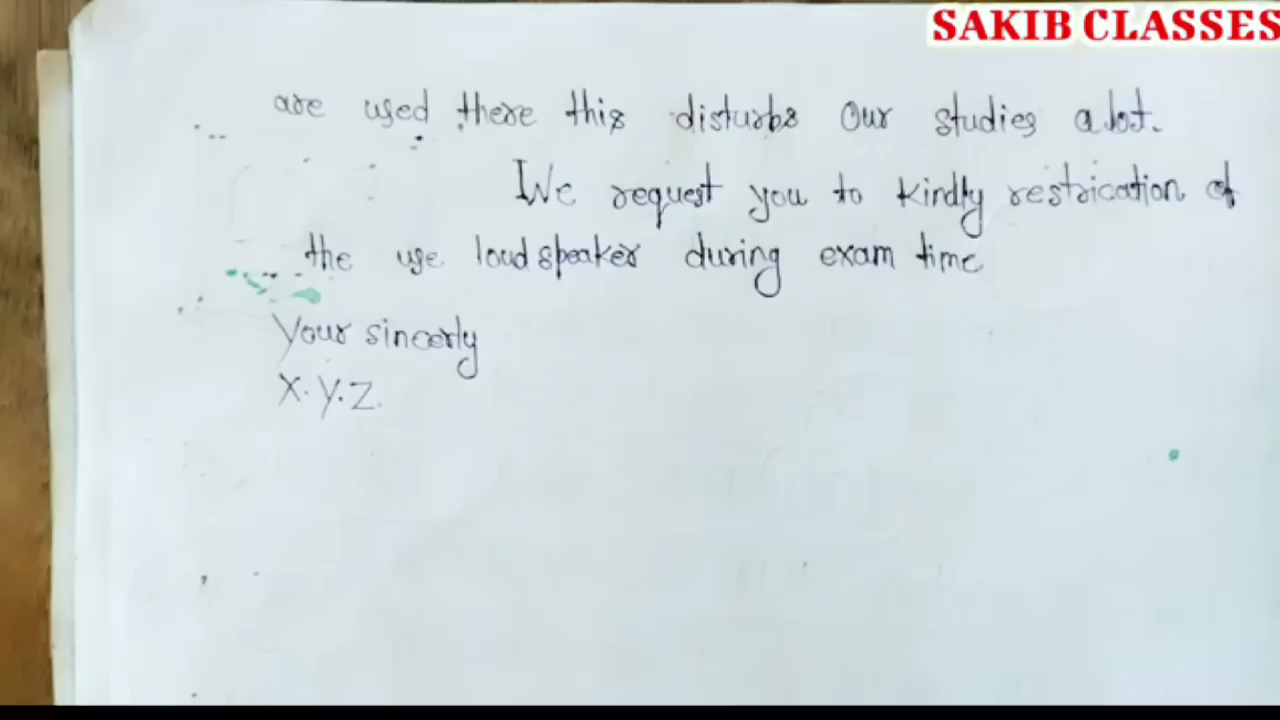 SAKIB CLASSES
are used there this disturbs Our studies alot.
We request you to kindly restrication of
the use loudspeaker during exam time
Your sincerly
X.Y.Z.